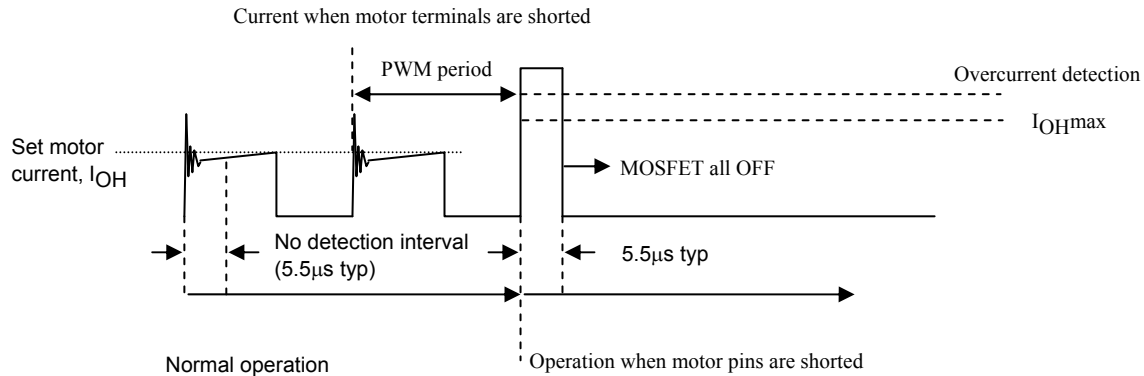 Current when motor terminals are shorted
PWM period
Overcurrent detection
IOHmax
Set motor
current, IOH
MOSFET all OFF
No detection interval
(5.5μs typ)
5.5μs typ
Normal operation
Operation when motor pins are shorted